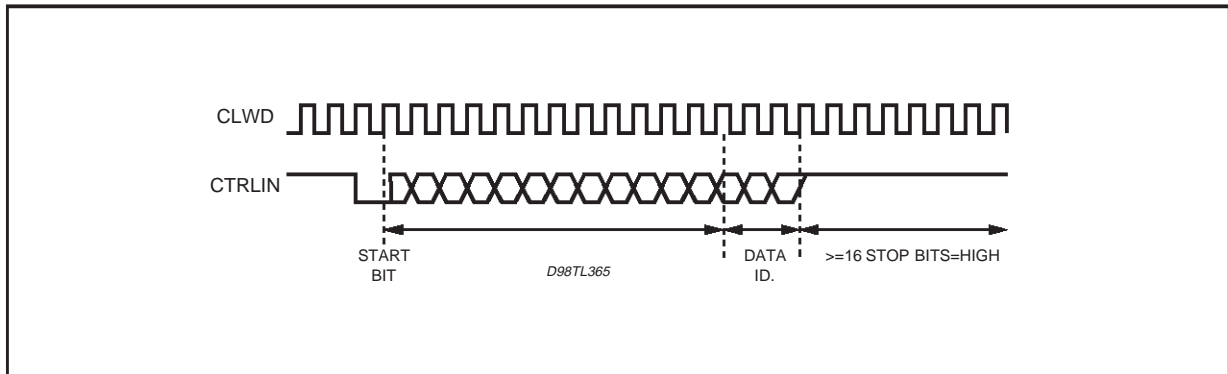 CLWD
CTRLIN
START
BIT
D98TL365
DATA
ID.
>=16 STOP BITS=HIGH